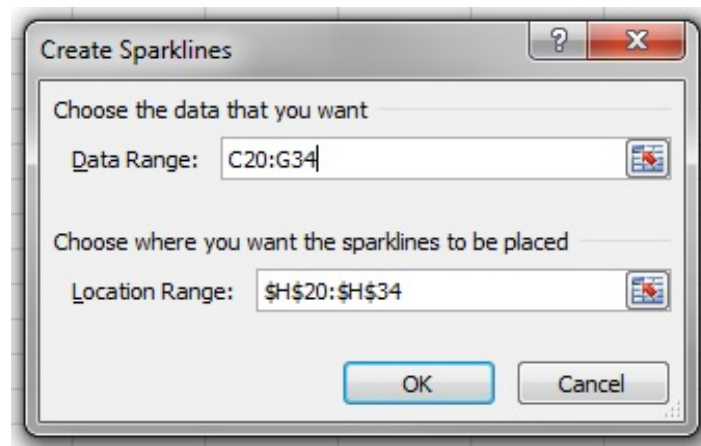 Create Sparklines
?
X
Choose the data that you want
Data Range: C20:G34
Choose where you want the sparklines to be placed
Location Range: $H$20:$H$34
OK Cancel